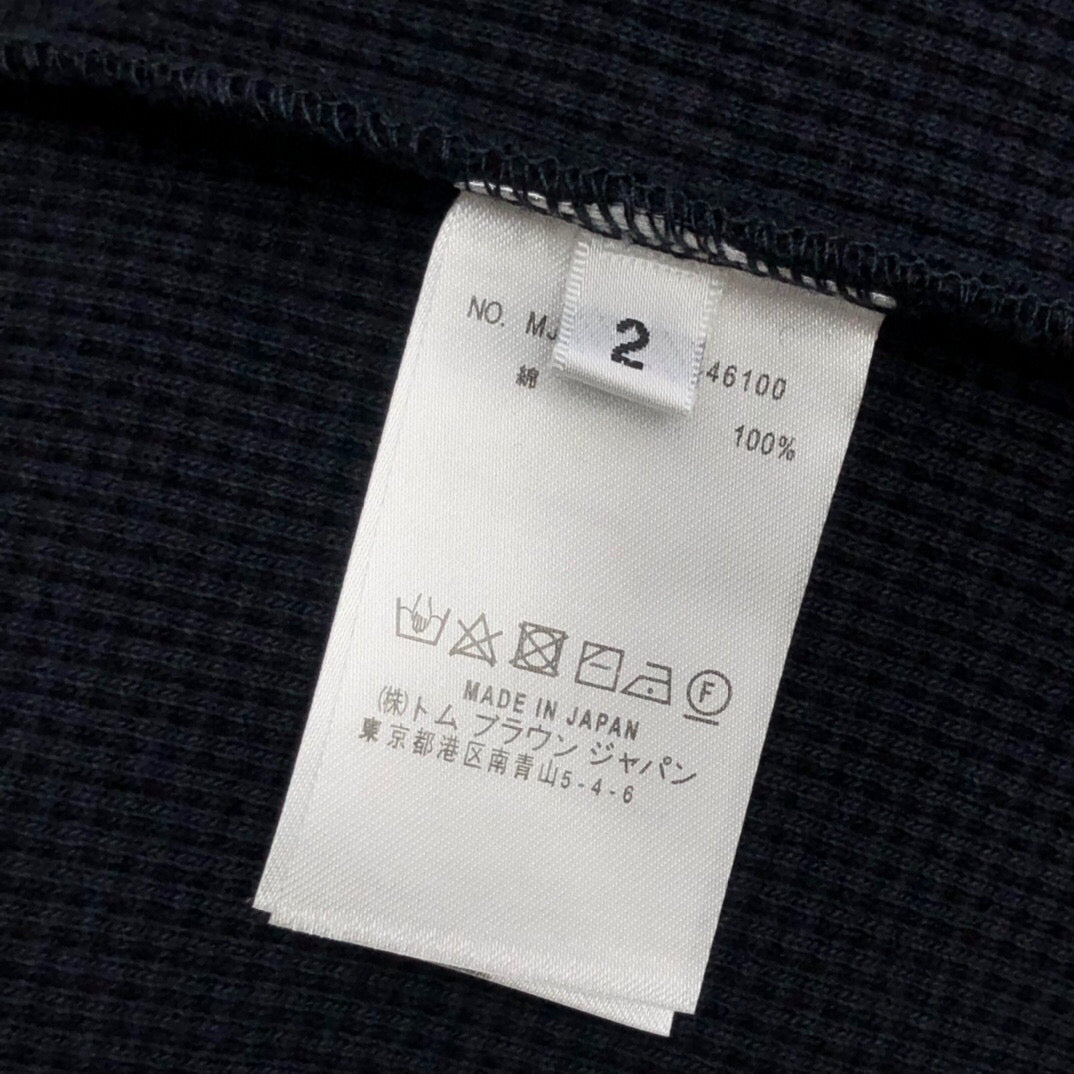 2
NO. MJ 46100
綿 100%
F
MADE IN JAPAN
(株)トム ブラウン ジャパン
東京都港区南青山5-4-6